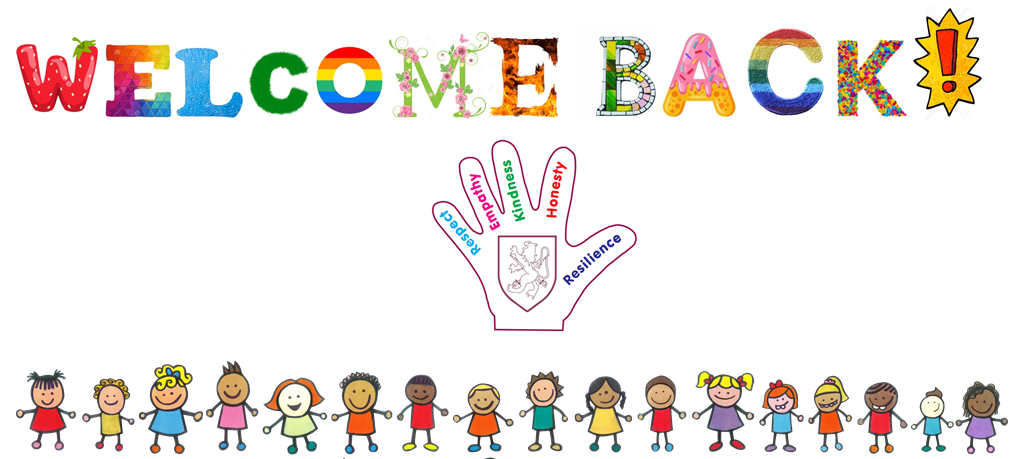 WELCOME BACK!
Respect
Empathy
Kindness
Honesty
Resilience